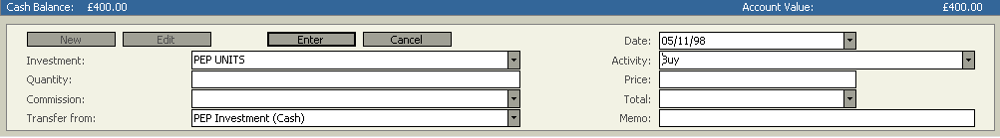 Cash Balance: £400.00 Account Value: £400.00
New Edit Enter Cancel Date: 05/11/98
Investment: PEP UNITS Activity: Buy
Quantity: Price:
Commission: Total:
Transfer from: PEP Investment (Cash) Memo: